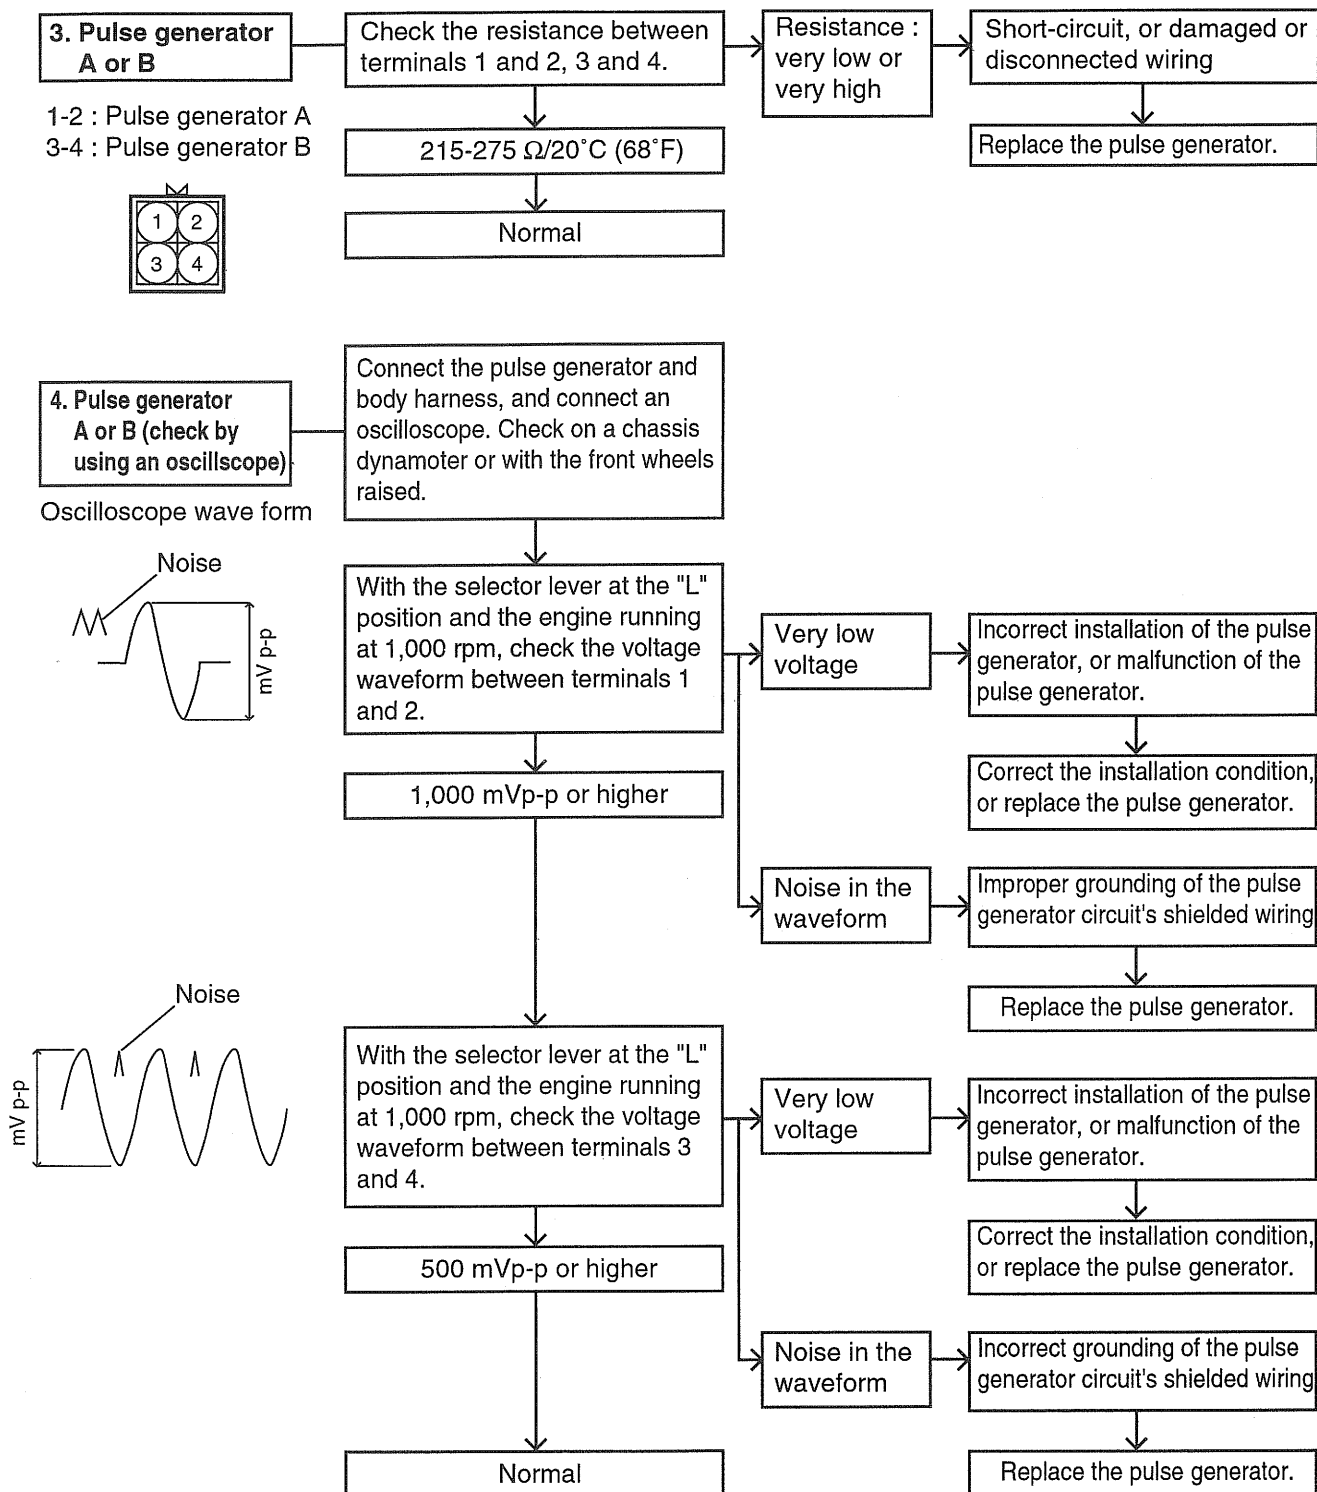 3. Pulse generator
A or B
Check the resistance between
terminals 1 and 2, 3 and 4.
Resistance :
very low or
very high
Short-circuit, or damaged or
disconnected wiring
1-2 : Pulse generator A
3-4 : Pulse generator B
215-275 Ω/20°C (68°F)
Replace the pulse generator.
Normal
1 2
3 4
4. Pulse generator
A or B (check by
using an oscillscope)
Connect the pulse generator and
body harness, and connect an
oscilloscope. Check on a chassis
dynamoter or with the front wheels
raised.
Oscilloscope wave form
Noise
mV p-p
With the selector lever at the "L"
position and the engine running
at 1,000 rpm, check the voltage
waveform between terminals 1
and 2.
Very low
voltage
Incorrect installation of the pulse
generator, or malfunction of the
pulse generator.
Correct the installation condition,
or replace the pulse generator.
1,000 mVp-p or higher
Noise in the
waveform
Improper grounding of the pulse
generator circuit's shielded wiring
Replace the pulse generator.
Noise
mV p-p
With the selector lever at the "L"
position and the engine running
at 1,000 rpm, check the voltage
waveform between terminals 3
and 4.
Very low
voltage
Incorrect installation of the pulse
generator, or malfunction of the
pulse generator.
Correct the installation condition,
or replace the pulse generator.
500 mVp-p or higher
Noise in the
waveform
Incorrect grounding of the pulse
generator circuit's shielded wiring
Replace the pulse generator.
Normal